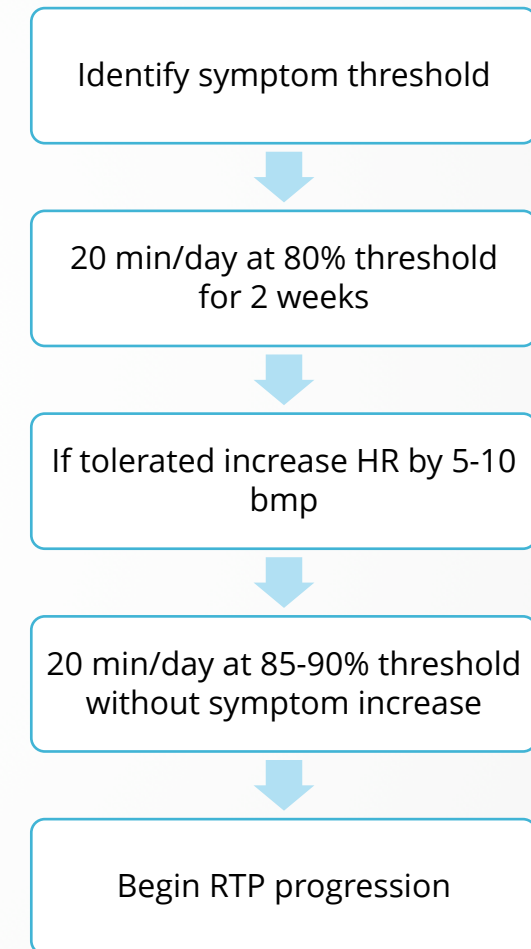 Identify symptom threshold
20 min/day at 80% threshold
for 2 weeks
If tolerated increase HR by 5-10
bmp
20 min/day at 85-90% threshold
without symptom increase
Begin RTP progression